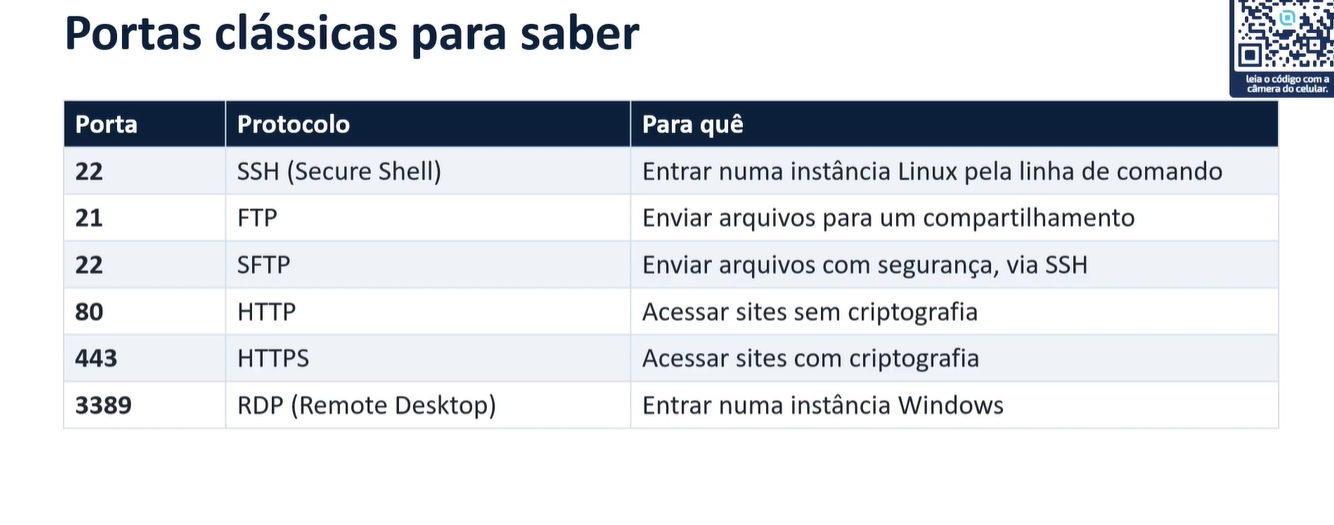 Portas clássicas para saber
leia o código com a
câmera do celular.
Porta Protocolo Para quê
22 SSH (Secure Shell) Entrar numa instância Linux pela linha de comando
21 FTP Enviar arquivos para um compartilhamento
22 SFTP Enviar arquivos com segurança, via SSH
80 HTTP Acessar sites sem criptografia
443 HTTPS Acessar sites com criptografia
3389 RDP (Remote Desktop) Entrar numa instância Windows